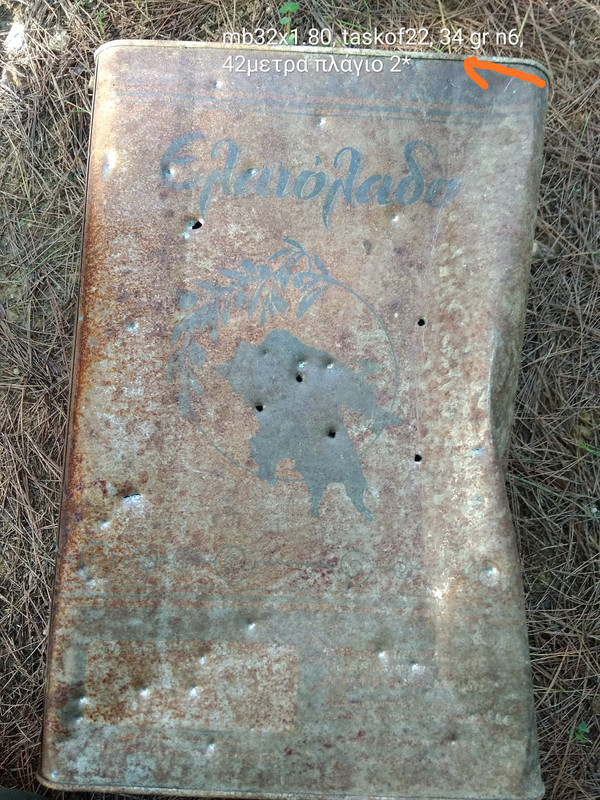 mb32x1.80, taskof22, 34 gr n6,
42μετρα πλάγιο 2*
Ελαιόλαδο